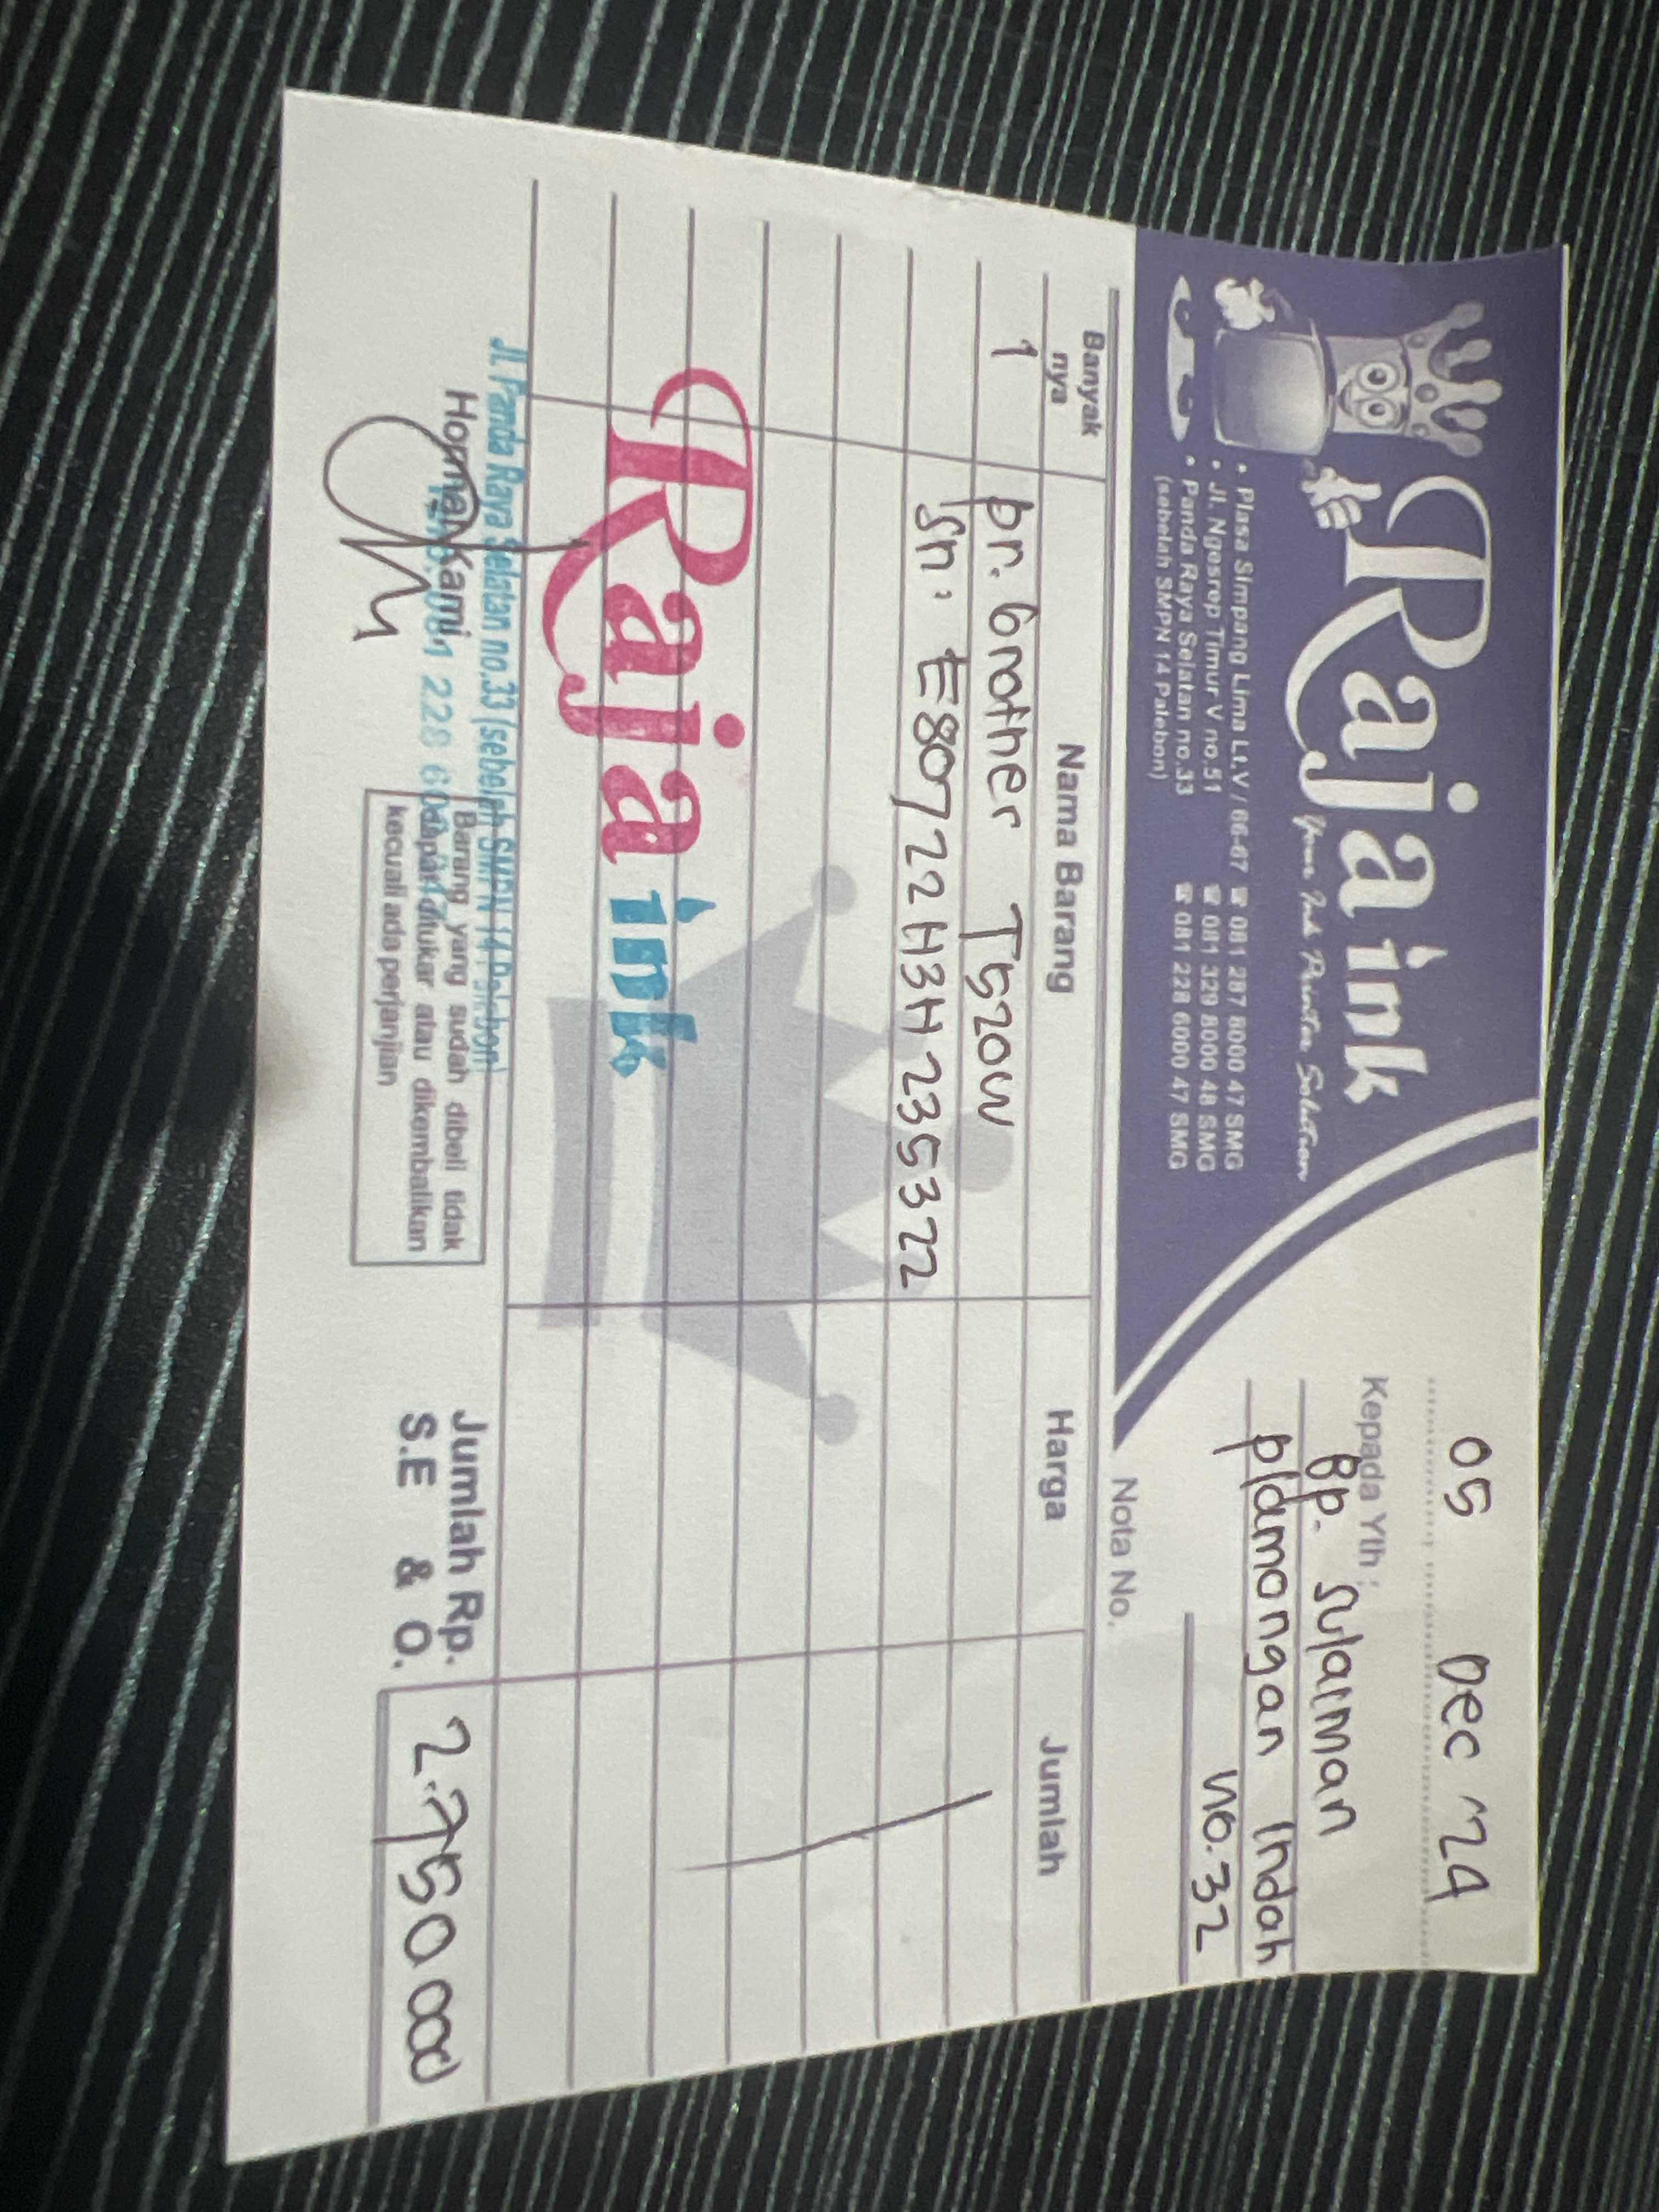 Raja ink
Your Ink Printer Solution
• Plasa Simpang Lima Lt.V / 66-67 ☎ 081 287 8000 47 SMG
• Jl. Ngesrep Timur V no.51 ☎ 081 329 8000 48 SMG
• Panda Raya Selatan no.33 ☎ 081 228 6000 47 SMG
(sebelah SMPN 14 Palebon)
05 Dec '24
Kepada Yth :
Bp. Sulaiman
Pldmongan Indah
no.32
Nota No.
Banyak nya Nama Barang Harga Jumlah
1 pr. brother T520W
Sn : E80722H3H235322
Raja ink
Jl. Panda Raya Selatan no.33 (sebelah SMPN 14 Palebon)
Hormat Kami,
081 228 60
Barang yang sudah dibeli tidak
dapat ditukar atau dikembalikan
kecuali ada perjanjian
Jumlah Rp. 2.750 000
S.E & O.